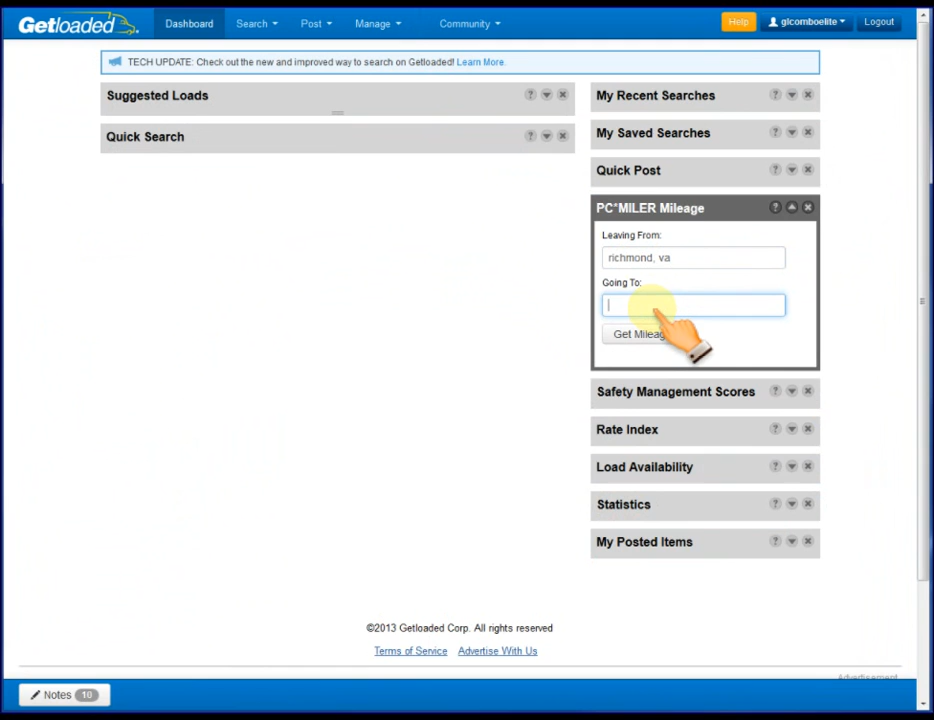 Getloaded. Dashboard Search Post Manage Community Help glcomboelite Logout
TECH UPDATE: Check out the new and improved way to search on Getloaded! Learn More.
Suggested Loads
Quick Search
My Recent Searches
My Saved Searches
Quick Post
PC*MILER Mileage
Leaving From:
richmond, va
Going To:
Get Mileag
Safety Management Scores
Rate Index
Load Availability
Statistics
My Posted Items
©2013 Getloaded Corp. All rights reserved
Terms of Service Advertise With Us
Advertisement
Notes 10